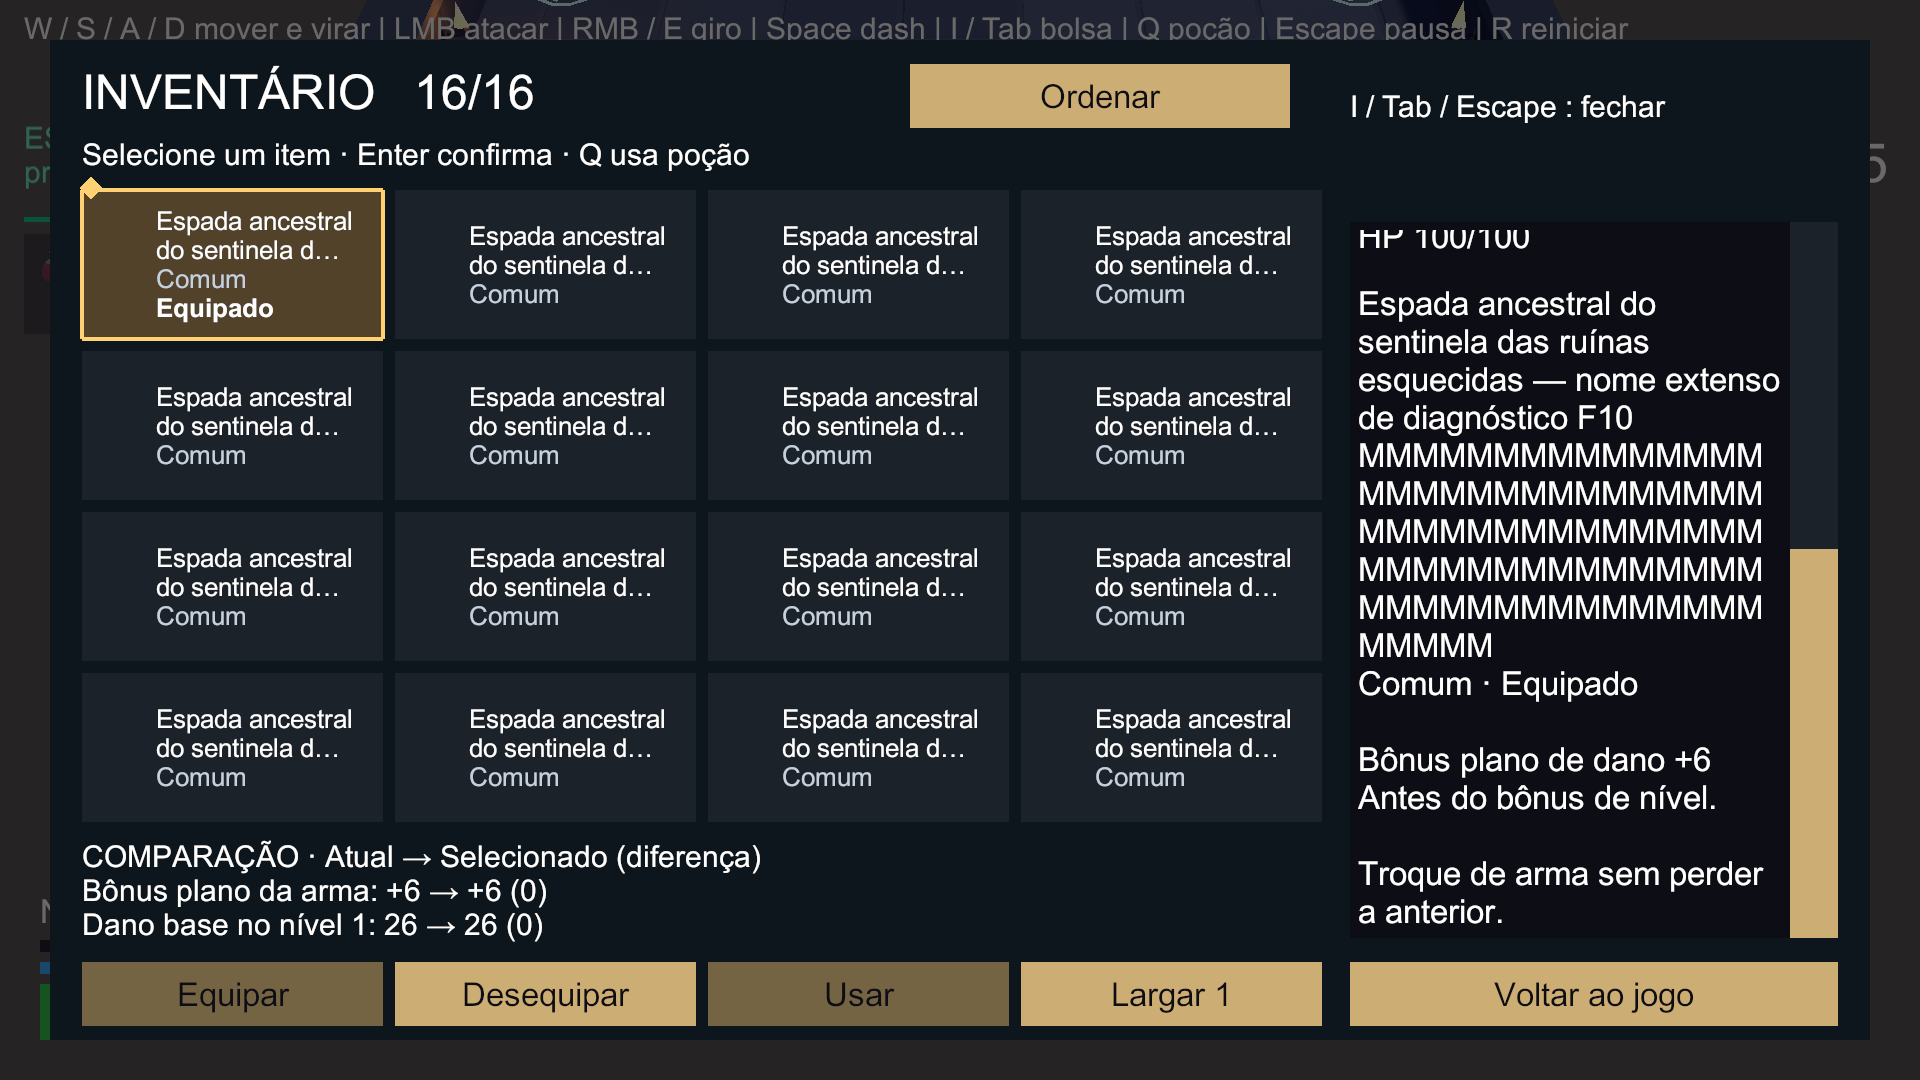 W / S / A / D mover e virar | LMB atacar | RMB / E giro | Space dash | I / Tab bolsa | Q poção | Escape pausa | R reiniciar
INVENTÁRIO 16/16
Ordenar
I / Tab / Escape : fechar
Selecione um item · Enter confirma · Q usa poção
5
Espada ancestral
do sentinela d…
Comum
Equipado
Espada ancestral
do sentinela d…
Comum
Espada ancestral
do sentinela d…
Comum
Espada ancestral
do sentinela d…
Comum
Espada ancestral
do sentinela d…
Comum
Espada ancestral
do sentinela d…
Comum
Espada ancestral
do sentinela d…
Comum
Espada ancestral
do sentinela d…
Comum
Espada ancestral
do sentinela d…
Comum
Espada ancestral
do sentinela d…
Comum
Espada ancestral
do sentinela d…
Comum
Espada ancestral
do sentinela d…
Comum
Espada ancestral
do sentinela d…
Comum
Espada ancestral
do sentinela d…
Comum
Espada ancestral
do sentinela d…
Comum
Espada ancestral
do sentinela d…
Comum
HP 100/100
Espada ancestral do
sentinela das ruínas
esquecidas — nome extenso
de diagnóstico F10
MMMMMMMMMMMMMMM
MMMMMMMMMMMMMMM
MMMMMMMMMMMMMMM
MMMMMMMMMMMMMMM
MMMMMMMMMMMMMMM
MMMMM
Comum · Equipado
Bônus plano de dano +6
Antes do bônus de nível.
Troque de arma sem perder
a anterior.
COMPARAÇÃO · Atual → Selecionado (diferença)
Bônus plano da arma: +6 → +6 (0)
Dano base no nível 1: 26 → 26 (0)
Equipar
Desequipar
Usar
Largar 1
Voltar ao jogo